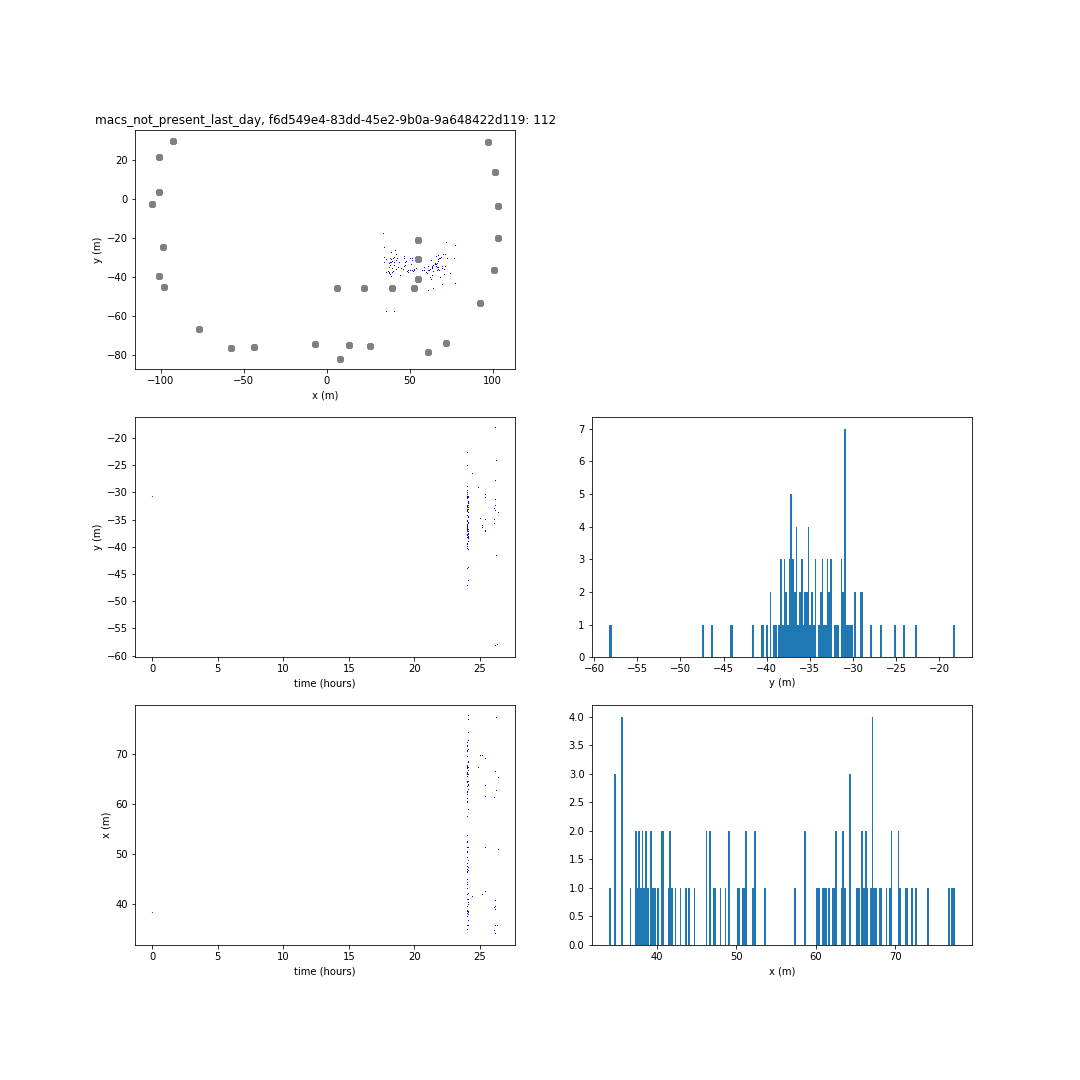 macs_not_present_last_day, f6d549e4-83dd-45e2-9b0a-9a648422d119: 112
20
0
−20
−40
−60
−80
y (m)
−100 −50 0 50 100
x (m)
−20
−25
−30
−35
−40
−45
−50
−55
−60
y (m)
0 5 10 15 20 25
time (hours)
7
6
5
4
3
2
1
0
−60 −55 −50 −45 −40 −35 −30 −25 −20
y (m)
70
60
50
40
x (m)
0 5 10 15 20 25
time (hours)
4.0
3.5
3.0
2.5
2.0
1.5
1.0
0.5
0.0
40 50 60 70
x (m)